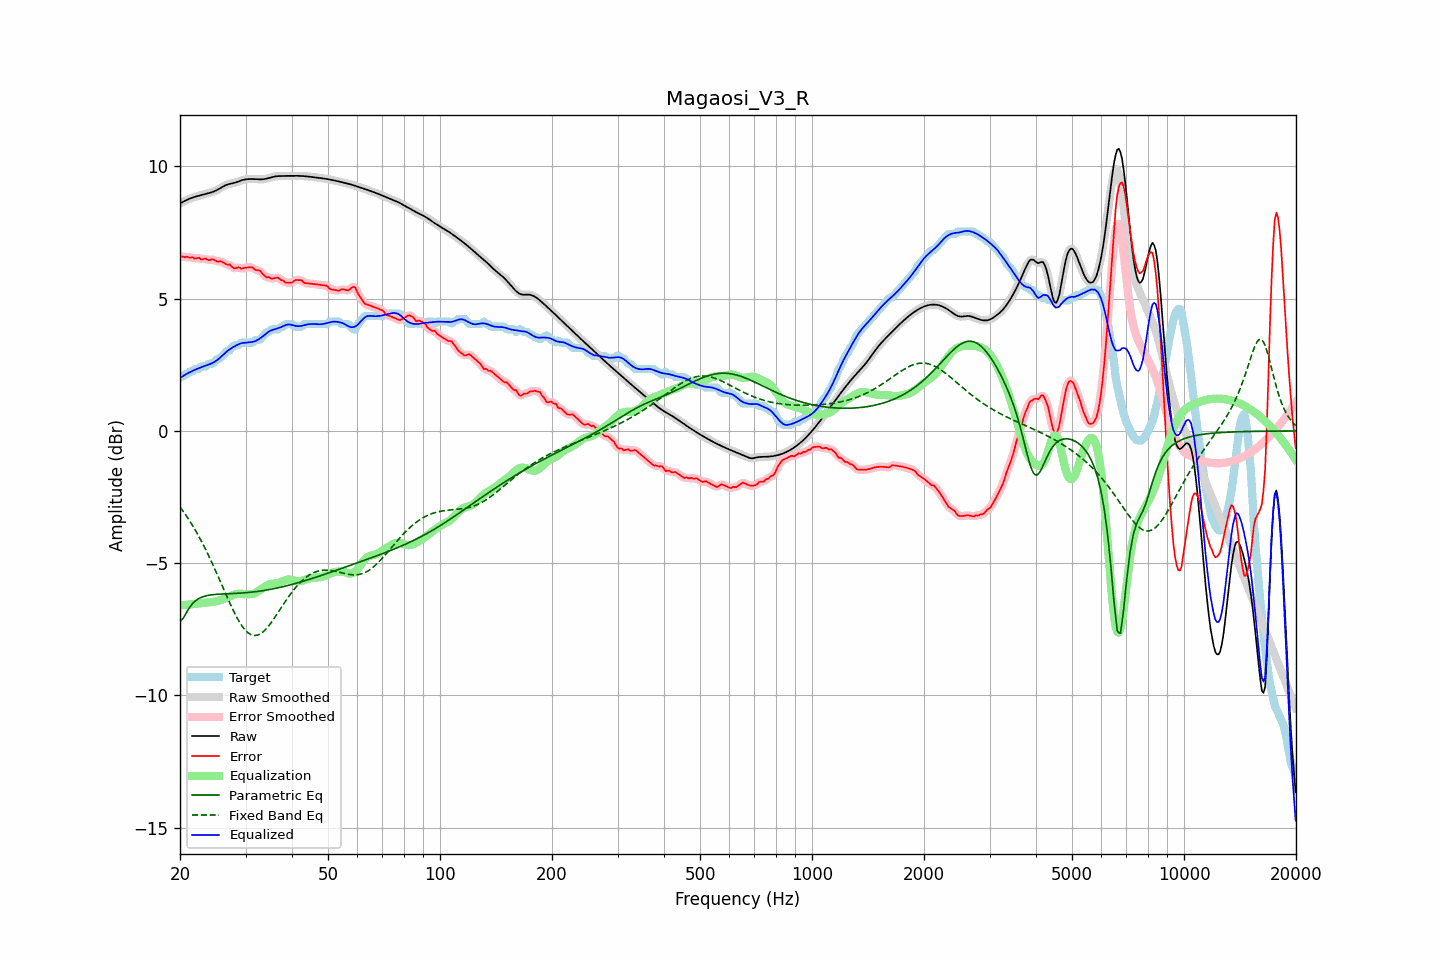 Magaosi_V3_R
Amplitude (dBr)
10
5
0
−5
−10
−15
Target
Raw Smoothed
Error Smoothed
Raw
Error
Equalization
Parametric Eq
Fixed Band Eq
Equalized
20 50 100 200 500 1000 2000 5000 10000 20000
Frequency (Hz)